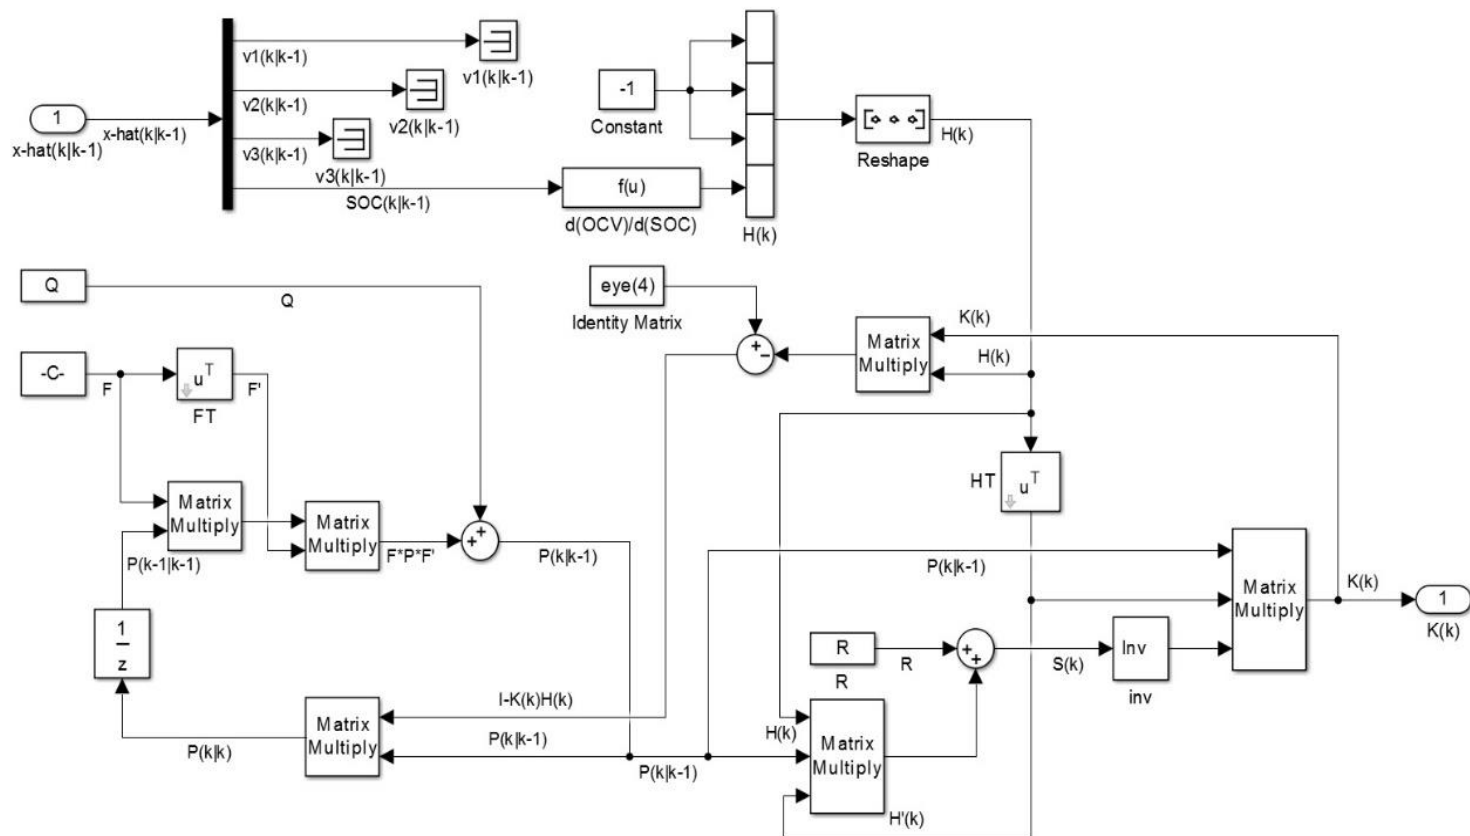 v1(k|k-1)
v1(k|k-1)
v2(k|k-1)
v2(k|k-1)
1
x-hat(k|k-1)
x-hat(k|k-1)
v3(k|k-1)
v3(k|k-1)
SOC(k|k-1)
-1
Constant
f(u)
d(OCV)/d(SOC)
H(k)
Reshape
H(k)
Q
Q
eye(4)
Identity Matrix
+
−
Matrix
Multiply
K(k)
H(k)
-C-
F
uT
F'
FT
HT
uT
Matrix
Multiply
P(k-1|k-1)
Matrix
Multiply
F*P*F'
+
+
P(k|k-1)
P(k|k-1)
Matrix
Multiply
K(k)
1
K(k)
1
z
R
R
R
+
+
S(k)
Inv
inv
P(k|k)
Matrix
Multiply
I-K(k)H(k)
P(k|k-1)
P(k|k-1)
H(k)
Matrix
Multiply
H'(k)